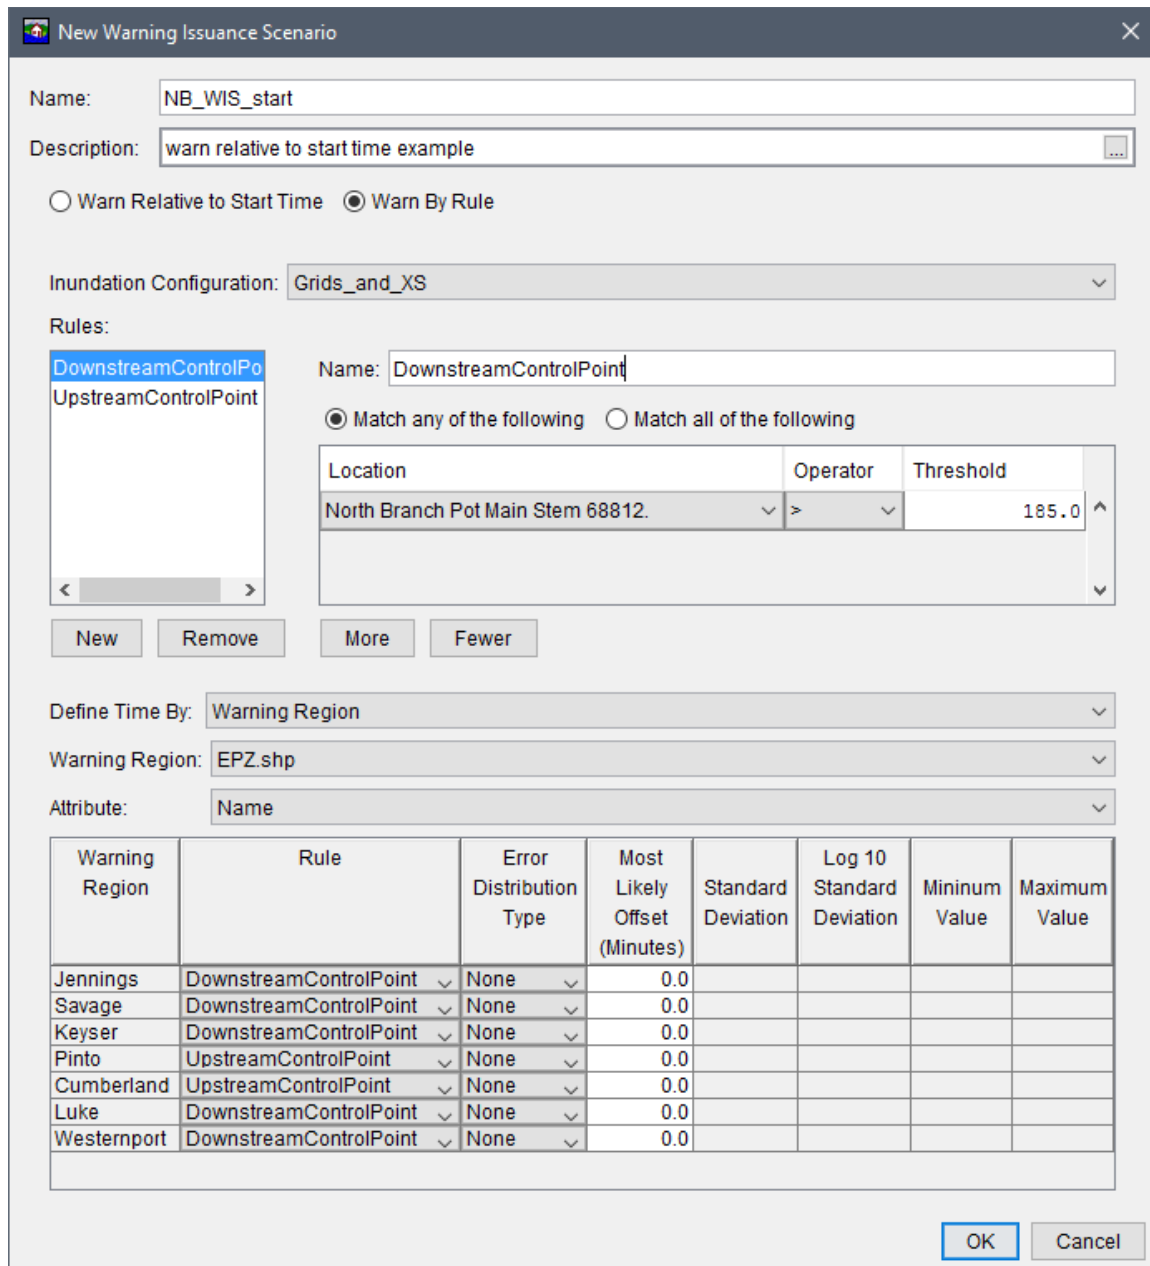 New Warning Issuance Scenario
Name: NB_WIS_start
Description: warn relative to start time example ...
Warn Relative to Start Time Warn By Rule
Inundation Configuration: Grids_and_XS
Rules:
DownstreamControlPo
UpstreamControlPoint
Name: DownstreamControlPoint
Match any of the following Match all of the following
Location Operator Threshold
North Branch Pot Main Stem 68812. > 185.0
New Remove More Fewer
Define Time By: Warning Region
Warning Region: EPZ.shp
Attribute: Name
Warning Region Rule Error Distribution Type Most Likely Offset (Minutes) Standard Deviation Log 10 Standard Deviation Mininum Value Maximum Value
Jennings DownstreamControlPoint None 0.0
Savage DownstreamControlPoint None 0.0
Keyser DownstreamControlPoint None 0.0
Pinto UpstreamControlPoint None 0.0
Cumberland UpstreamControlPoint None 0.0
Luke DownstreamControlPoint None 0.0
Westernport DownstreamControlPoint None 0.0
OK Cancel